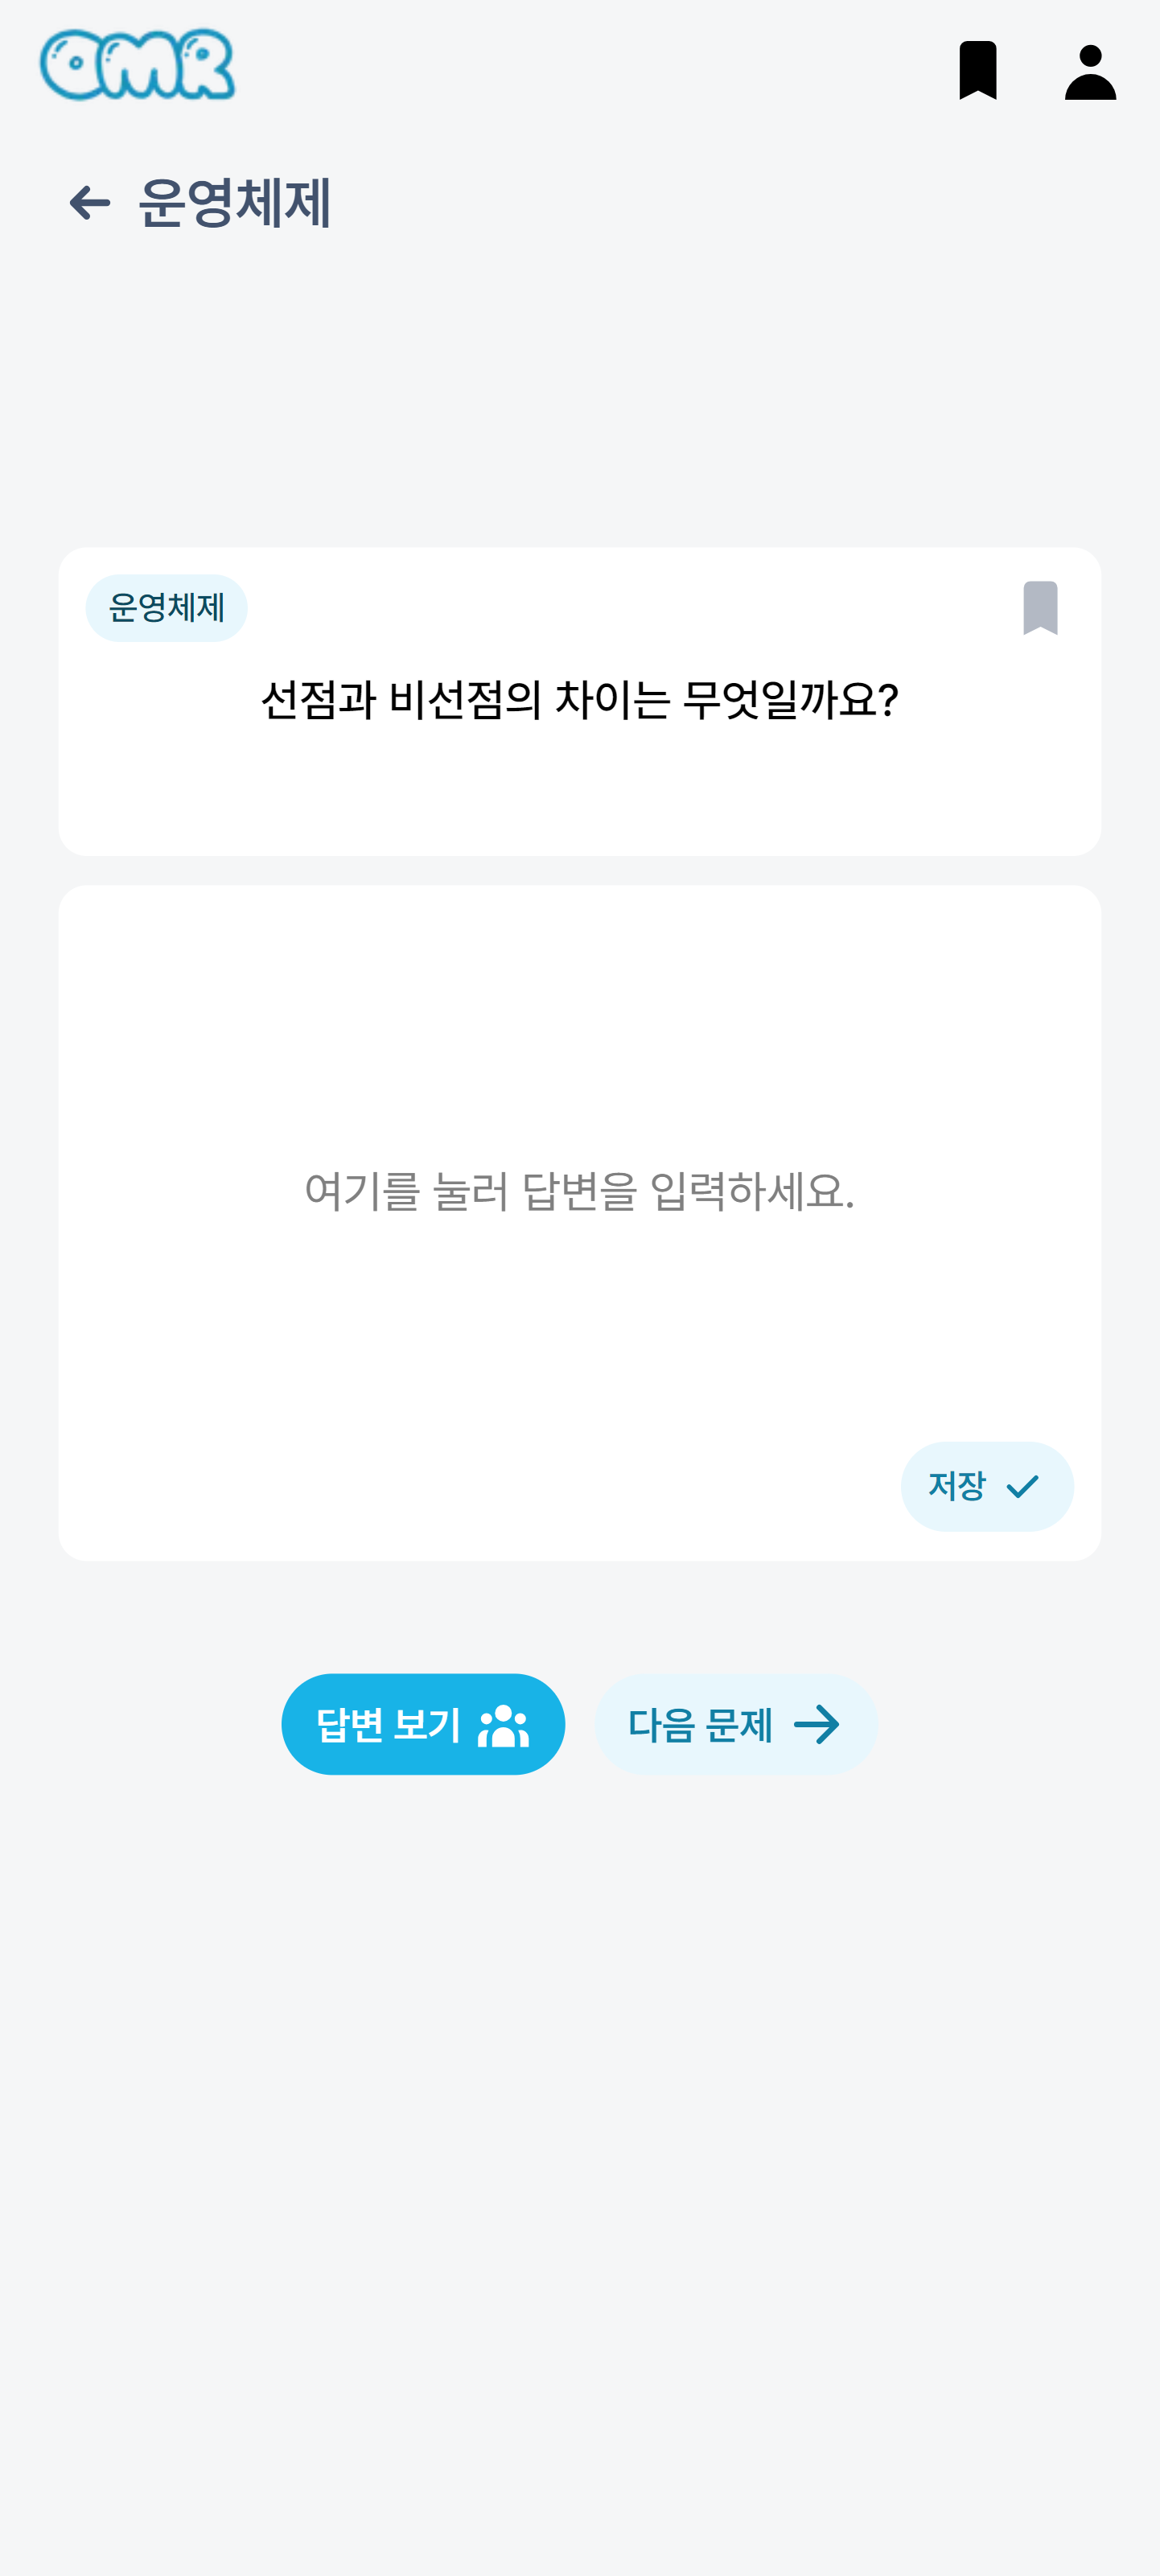 OMR
운영체제
운영체제
선점과 비선점의 차이는 무엇일까요?
여기를 눌러 답변을 입력하세요.
저장
답변 보기
다음 문제